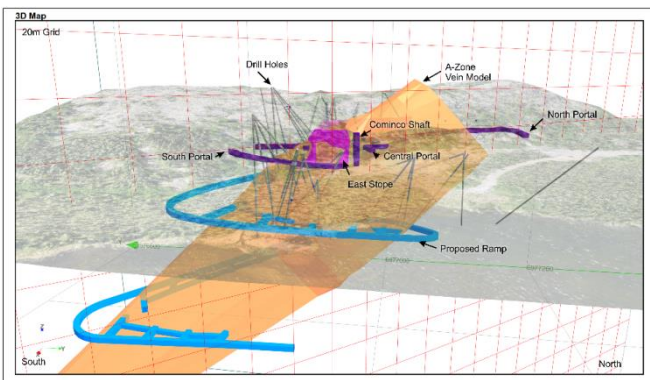 3D Map
20m Grid
Drill Holes
A-Zone
Vein Model
Cominco Shaft
North Portal
South Portal
Central Portal
East Stope
Proposed Ramp
South
+Y
North